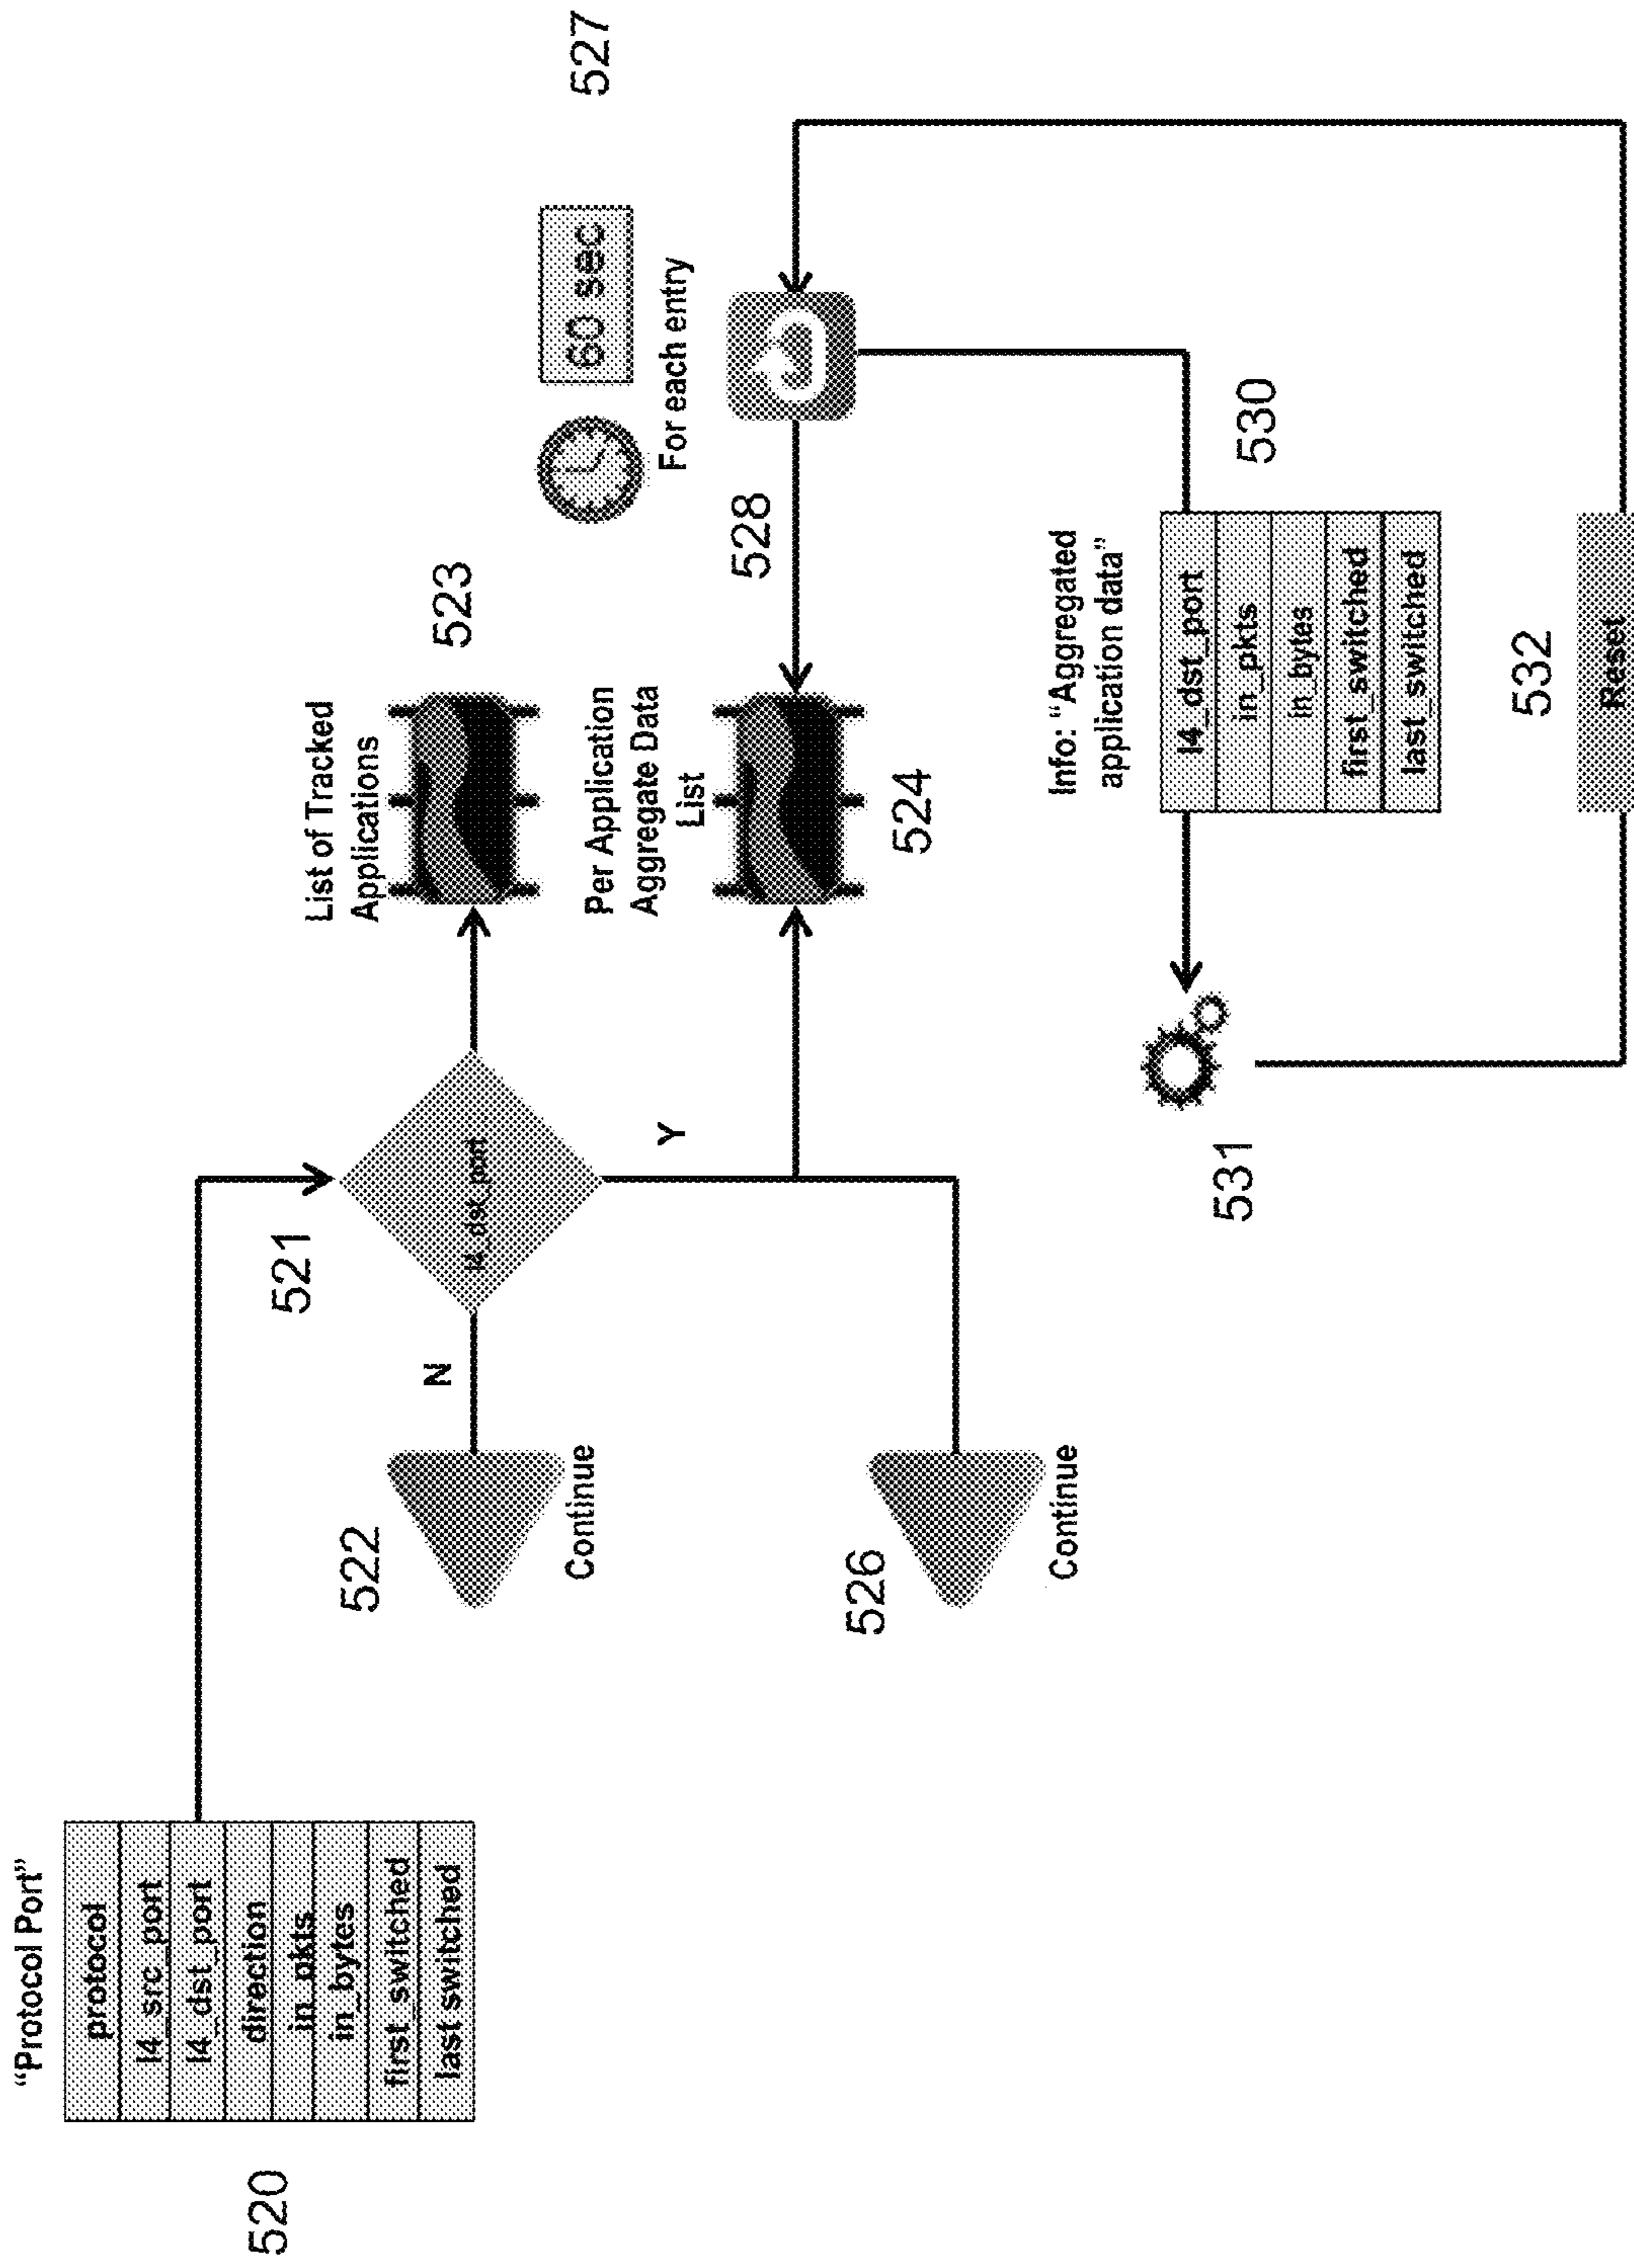 "Protocol Port"
protocol
l4_src_port
l4_dst_port
direction
in_pkts
in_bytes
first_switched
last switched
520
521
l4_dst_port
N
522
Continue
Y
526
Continue
List of Tracked
Applications
523
Per Application
Aggregate Data
List
524
527
60 sec
For each entry
528
Info: "Aggregated
application data"
l4_dst_port
in_pkts
in_bytes
first_switched
last_switched
530
531
532
Reset